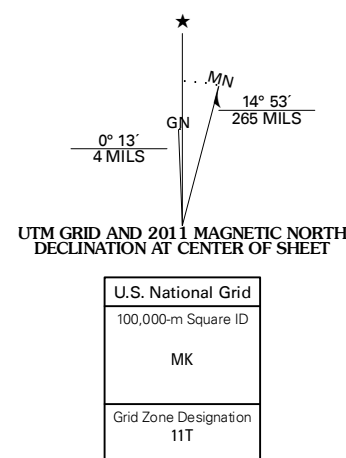 ★
MN
GN
14° 53´
265 MILS
0° 13´
4 MILS
UTM GRID AND 2011 MAGNETIC NORTH
DECLINATION AT CENTER OF SHEET
U.S. National Grid
100,000-m Square ID
MK
Grid Zone Designation
11T